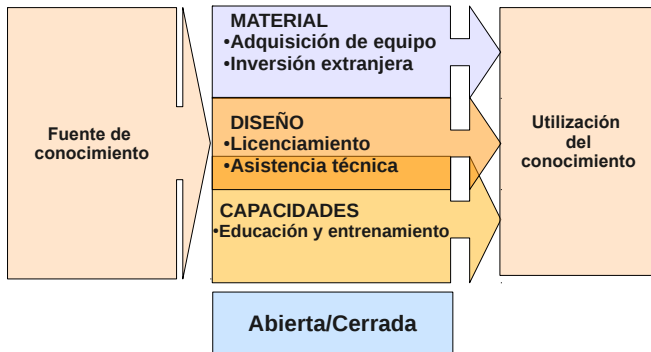 Fuente de
conocimiento
MATERIAL
•Adquisición de equipo
•Inversión extranjera
DISEÑO
•Licenciamiento
•Asistencia técnica
CAPACIDADES
•Educación y entrenamiento
Abierta/Cerrada
Utilización
del
conocimiento